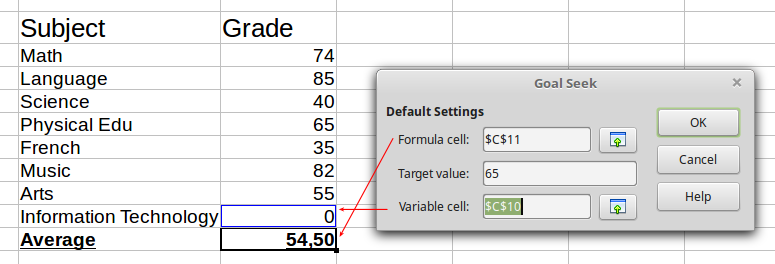 Subject Grade
Math 74
Language 85
Science 40
Physical Edu 65
French 35
Music 82
Arts 55
Information Technology 0
Average 54,50
Goal Seek
Default Settings
Formula cell: $C$11
Target value: 65
Variable cell: $C$10
OK
Cancel
Help